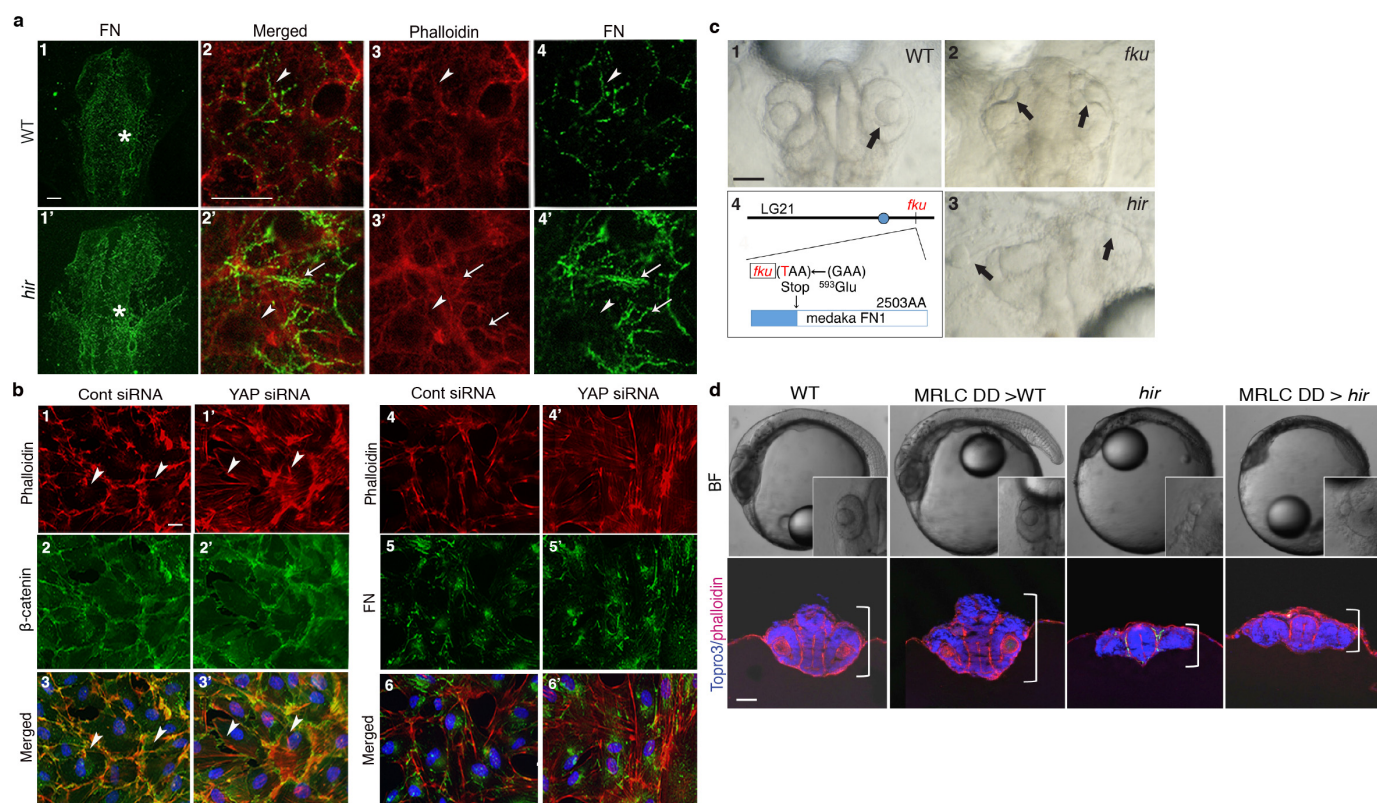 a
FN
Merged
Phalloidin
FN
WT
1
2
3
4
*
hir
1'
2'
3'
4'
*
b
Cont siRNA
YAP siRNA
Cont siRNA
YAP siRNA
Phalloidin
1
1'
Phalloidin
4
4'
β-catenin
2
2'
FN
5
5'
Merged
3
3'
Merged
6
6'
c
1
WT
2
fku
4
LG21
fku
fku (TAA)←(GAA)
Stop
593Glu
2503AA
medaka FN1
3
hir
d
WT
MRLC DD >WT
hir
MRLC DD > hir
BF
Topro3/phalloidin